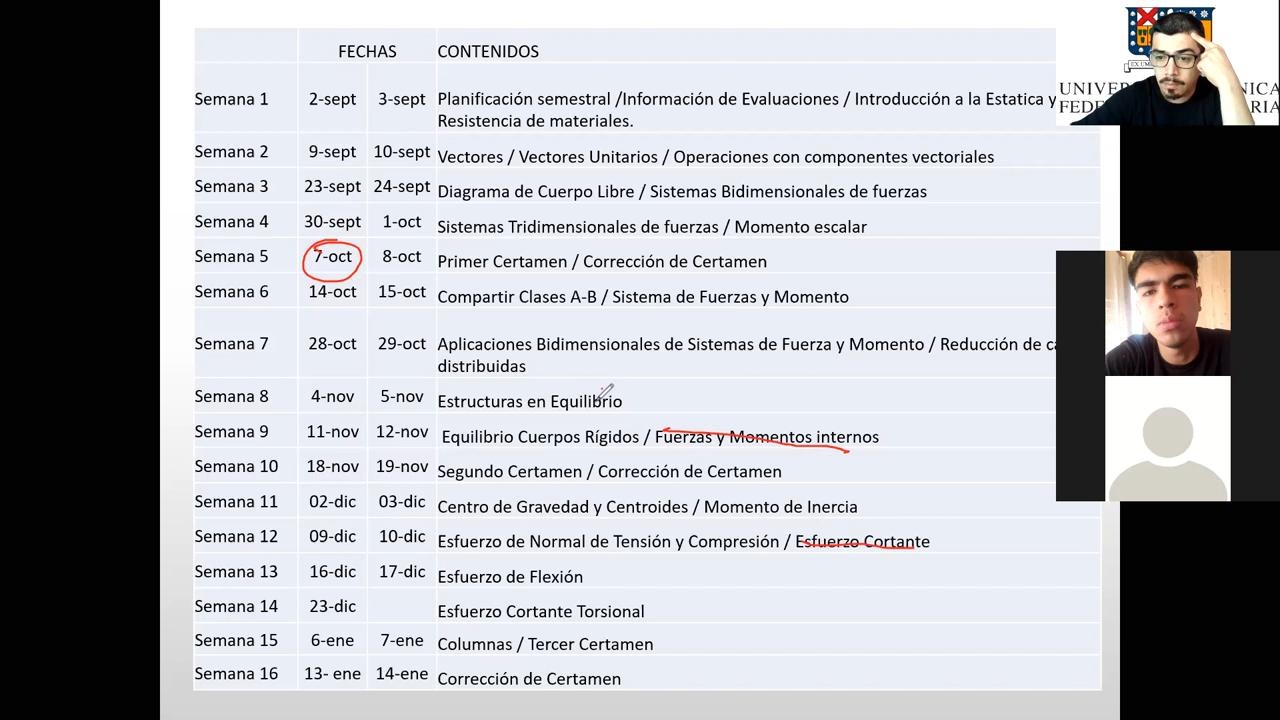 FECHAS CONTENIDOS
Semana 1 2-sept 3-sept Planificación semestral /Información de Evaluaciones / Introducción a la Estatica y
Resistencia de materiales.
Semana 2 9-sept 10-sept Vectores / Vectores Unitarios / Operaciones con componentes vectoriales
Semana 3 23-sept 24-sept Diagrama de Cuerpo Libre / Sistemas Bidimensionales de fuerzas
Semana 4 30-sept 1-oct Sistemas Tridimensionales de fuerzas / Momento escalar
Semana 5 7-oct 8-oct Primer Certamen / Corrección de Certamen
Semana 6 14-oct 15-oct Compartir Clases A-B / Sistema de Fuerzas y Momento
Semana 7 28-oct 29-oct Aplicaciones Bidimensionales de Sistemas de Fuerza y Momento / Reducción de
distribuidas
Semana 8 4-nov 5-nov Estructuras en Equilibrio
Semana 9 11-nov 12-nov Equilibrio Cuerpos Rígidos / Fuerzas y Momentos internos
Semana 10 18-nov 19-nov Segundo Certamen / Corrección de Certamen
Semana 11 02-dic 03-dic Centro de Gravedad y Centroides / Momento de Inercia
Semana 12 09-dic 10-dic Esfuerzo de Normal de Tensión y Compresión / Esfuerzo Cortante
Semana 13 16-dic 17-dic Esfuerzo de Flexión
Semana 14 23-dic Esfuerzo Cortante Torsional
Semana 15 6-ene 7-ene Columnas / Tercer Certamen
Semana 16 13- ene 14-ene Corrección de Certamen